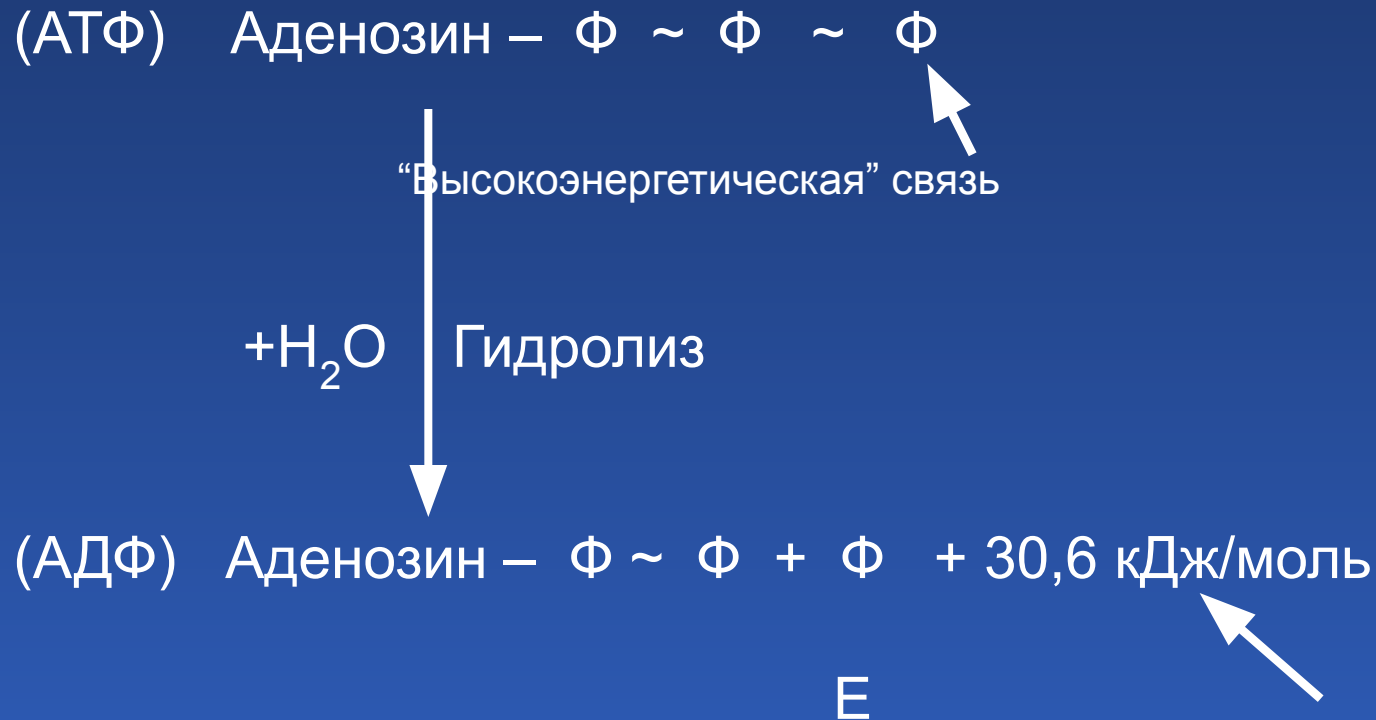 (АТФ) Аденозин – Ф ~ Ф ~ Ф
“Высокоэнергетическая” связь
+H₂O Гидролиз
(АДФ) Аденозин – Ф ~ Ф + Ф + 30,6 кДж/моль
E